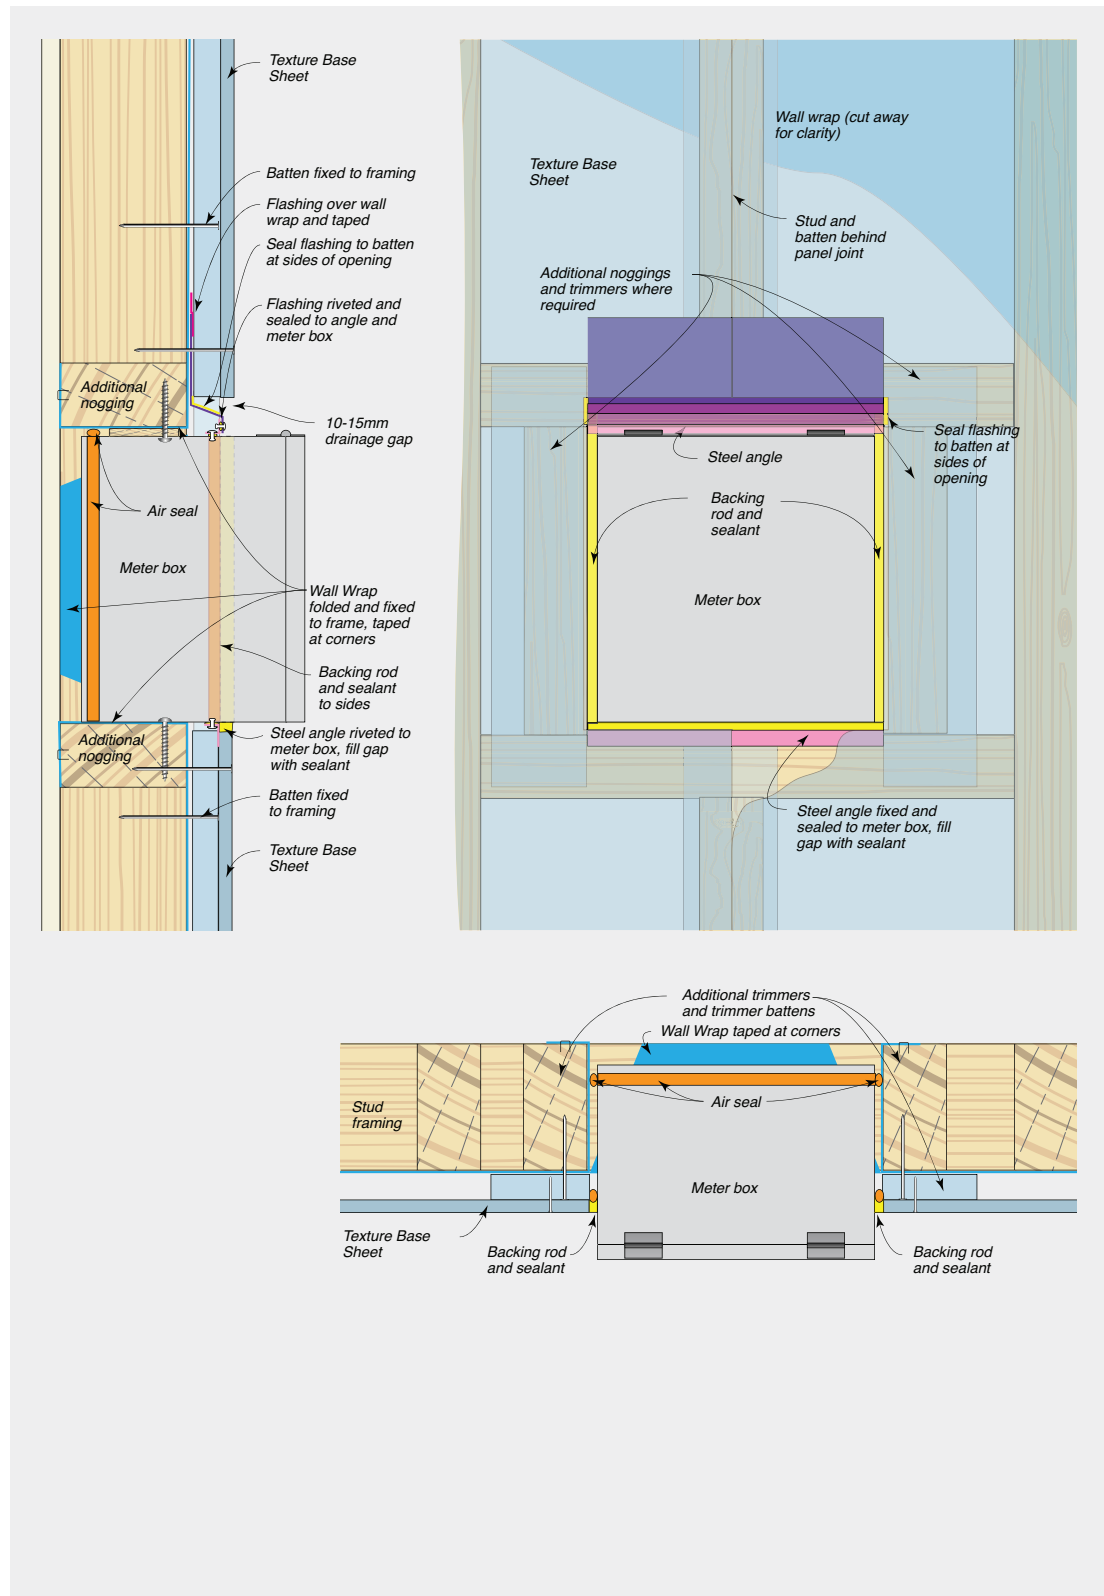 Texture Base
Sheet
Batten fixed to framing
Flashing over wall
wrap and taped
Seal flashing to batten
at sides of opening
Flashing riveted and
sealed to angle and
meter box
Additional
nogging
10-15mm
drainage gap
Air seal
Meter box
Wall Wrap
folded and fixed
to frame, taped
at corners
Backing rod
and sealant
to sides
Additional
nogging
Steel angle riveted to
meter box, fill gap
with sealant
Batten fixed
to framing
Texture Base
Sheet
Wall wrap (cut away
for clarity)
Texture Base
Sheet
Stud and
batten behind
panel joint
Additional noggings
and trimmers where
required
Seal flashing
to batten at
sides of
opening
Steel angle
Backing
rod and
sealant
Meter box
Steel angle fixed and
sealed to meter box, fill
gap with sealant
Additional trimmers
and trimmer battens
Wall Wrap taped at corners
Air seal
Stud
framing
Meter box
Texture Base
Sheet
Backing rod
and sealant
Backing rod
and sealant